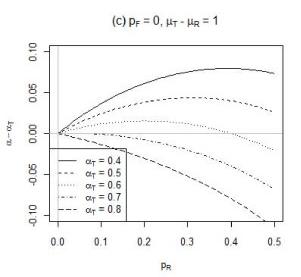 (c) pF = 0, μT - μR = 1
0.10
0.05
0.00
-0.05
-0.10
α − αT
αT = 0.4
αT = 0.5
αT = 0.6
αT = 0.7
αT = 0.8
0.0 0.1 0.2 0.3 0.4 0.5
pR